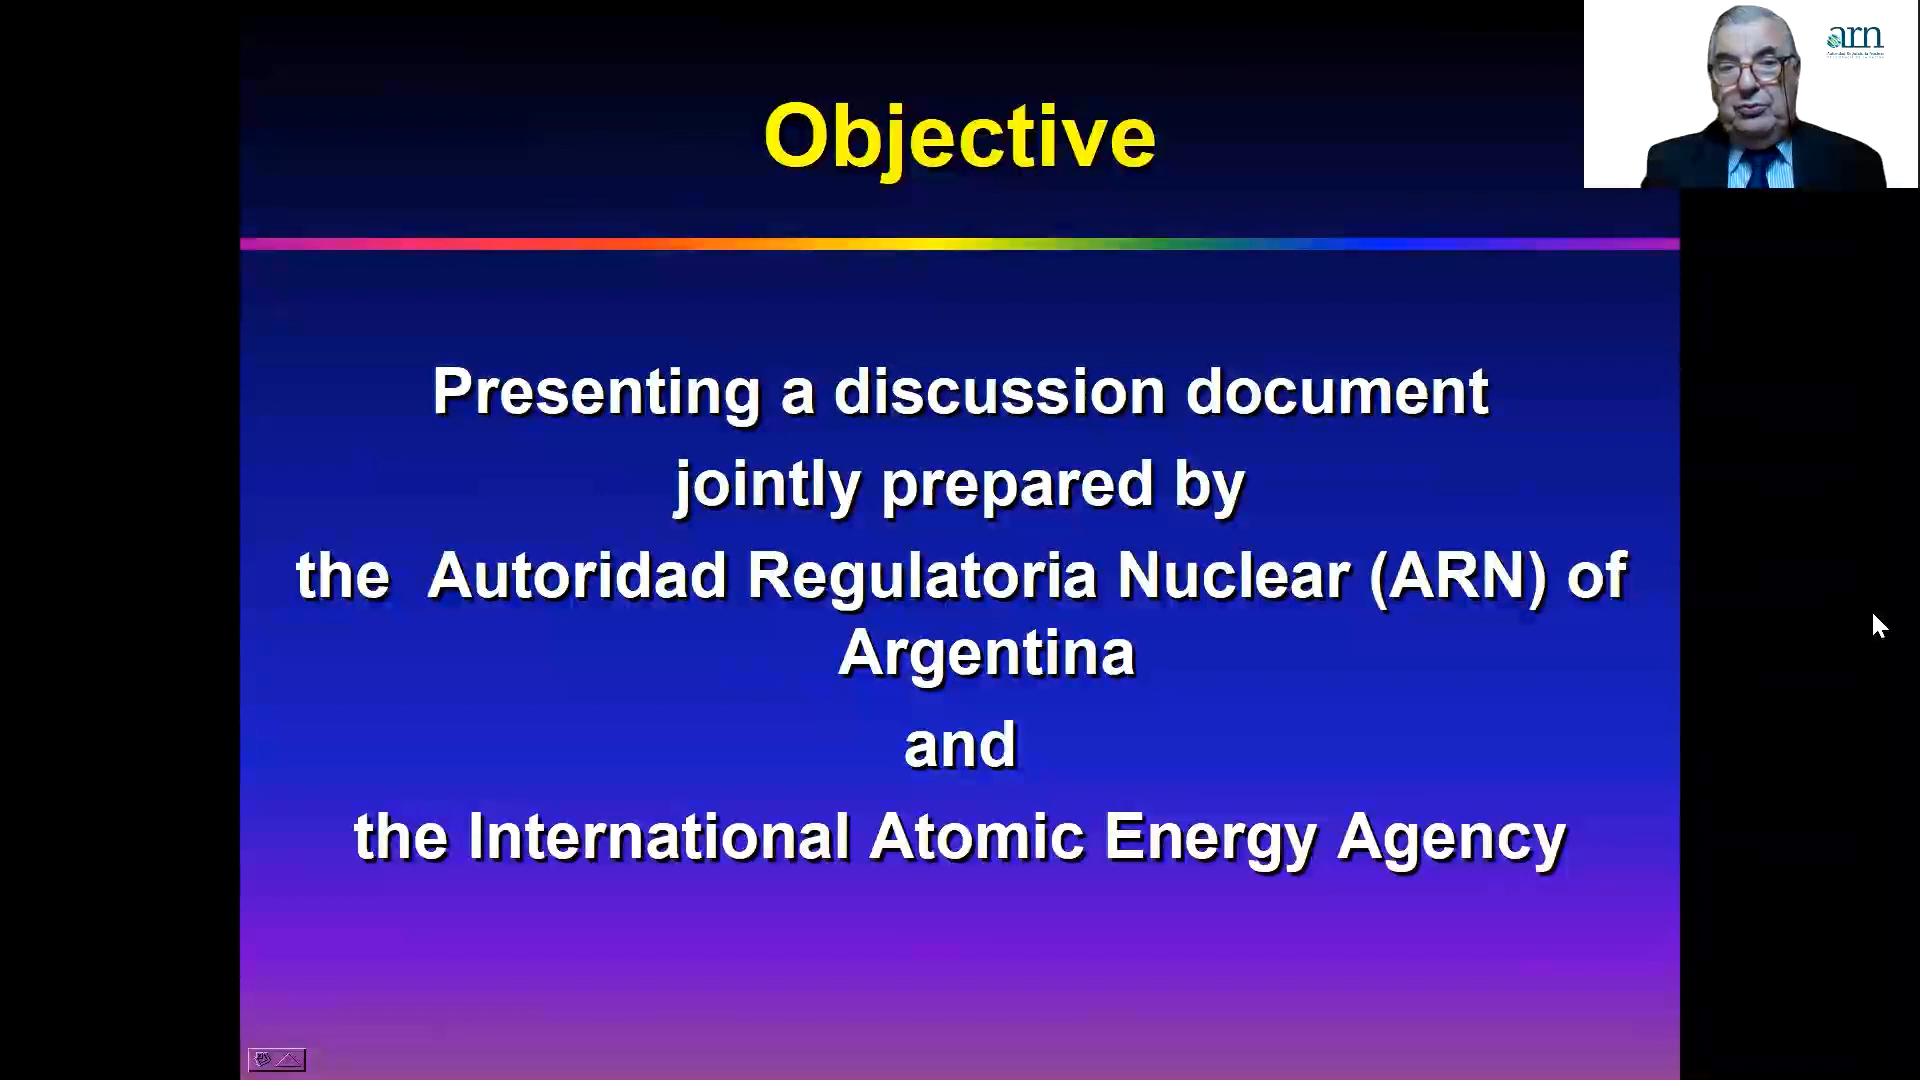 Objective
arn
Presenting a discussion document
jointly prepared by
the Autoridad Regulatoria Nuclear (ARN) of
Argentina
and
the International Atomic Energy Agency